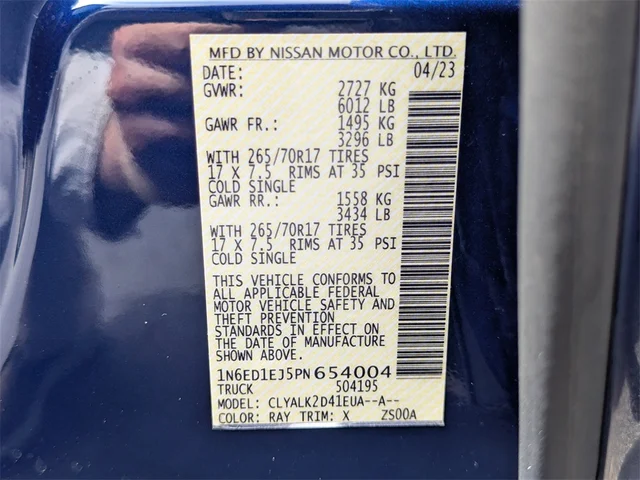 MFD BY NISSAN MOTOR CO., LTD.
DATE: 04/23
GVWR: 2727 KG
6012 LB
GAWR FR.: 1495 KG
3296 LB
WITH 265/70R17 TIRES
17 X 7.5 RIMS AT 35 PSI
COLD SINGLE
GAWR RR.: 1558 KG
3434 LB
WITH 265/70R17 TIRES
17 X 7.5 RIMS AT 35 PSI
COLD SINGLE
THIS VEHICLE CONFORMS TO
ALL APPLICABLE FEDERAL
MOTOR VEHICLE SAFETY AND
THEFT PREVENTION
STANDARDS IN EFFECT ON
THE DATE OF MANUFACTURE
SHOWN ABOVE.
1N6ED1EJ5PN654004
TRUCK 504195
MODEL: CLYALK2D41EUA--A--
COLOR: RAY TRIM: X ZS00A